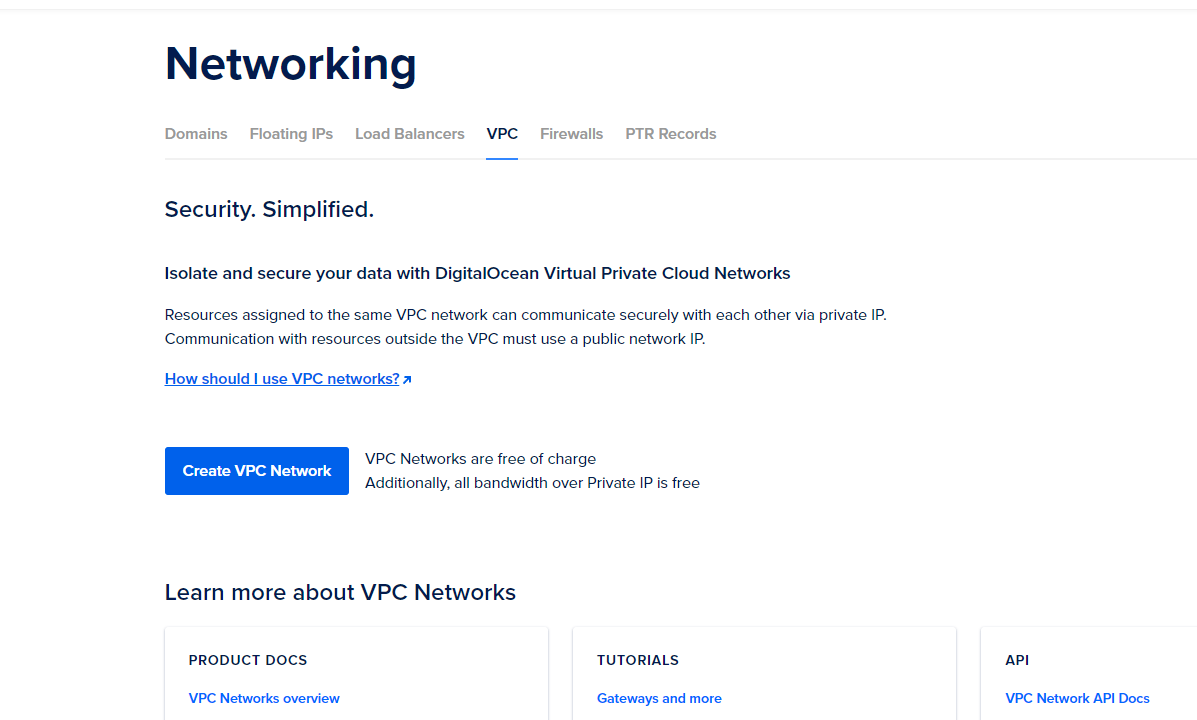 Networking
Domains Floating IPs Load Balancers VPC Firewalls PTR Records
Security. Simplified.
Isolate and secure your data with DigitalOcean Virtual Private Cloud Networks
Resources assigned to the same VPC network can communicate securely with each other via private IP.
Communication with resources outside the VPC must use a public network IP.
How should I use VPC networks?
Create VPC Network
VPC Networks are free of charge
Additionally, all bandwidth over Private IP is free
Learn more about VPC Networks
PRODUCT DOCS
VPC Networks overview
TUTORIALS
Gateways and more
API
VPC Network API Docs